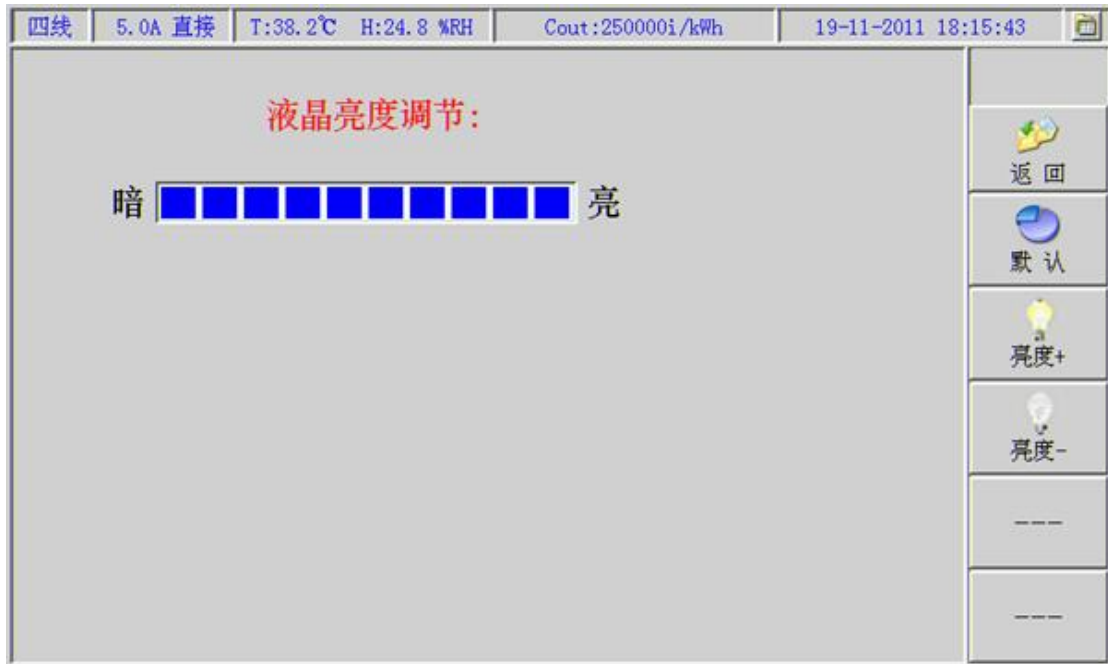 四线 5.0A 直接 T:38.2℃ H:24.8 %RH Cout:250000i/kWh 19-11-2011 18:15:43
液晶亮度调节:
暗 亮
返 回
默 认
亮度+
亮度-
---
---